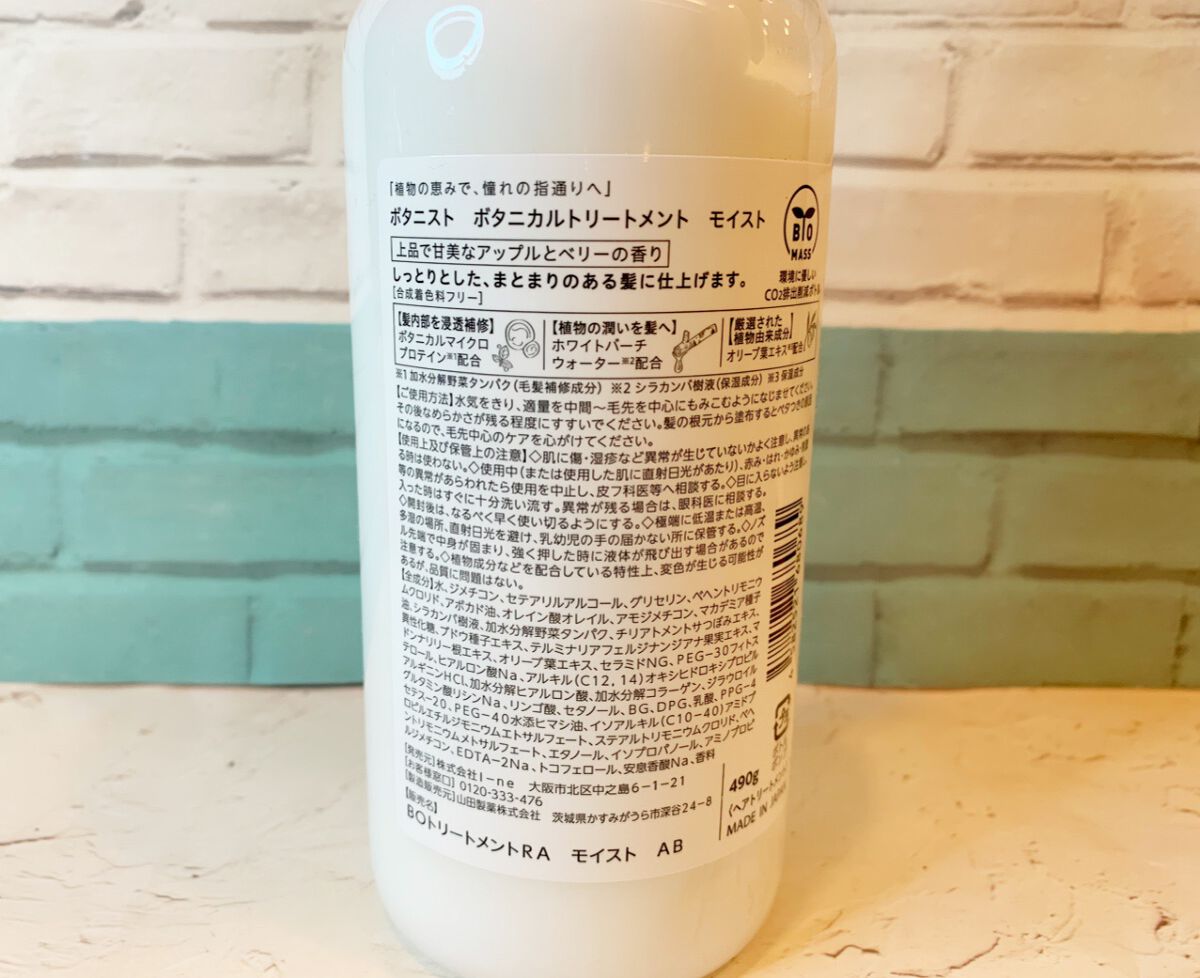 「植物の恵みで、憧れの指通りへ」
ボタニスト ボタニカルトリートメント モイスト
上品で甘美なアップルとベリーの香り
しっとりとした、まとまりのある髪に仕上げます。
[合成着色料フリー]
BIO
MASS
環境に優しい
CO2排出削減ボトル
【髪内部を浸透補修】
ボタニカルマイクロ
プロテイン※1配合
【植物の潤いを髪へ】
ホワイトバーチ
ウォーター※2配合
【厳選された
植物由来成分】
オリーブ葉エキス※3配合
※1 加水分解野菜タンパク(毛髪補修成分) ※2 シラカンバ樹液(保湿成分) ※3 保湿成分
【ご使用方法】水気をきり、適量を中間〜毛先を中心にもみこむようになじませてください。
その後なめらかさが残る程度にすすいでください。髪の根元から塗布するとベタつきの原因
になるので、毛先中心のケアを心がけてください。
【使用上及び保管上の注意】◇肌に傷・湿疹など異常が生じていないかよく注意し、異常のあ
る時は使わない。◇使用中(または使用した肌に直射日光があたり)、赤み・はれ・かゆみ・刺激
等の異常があらわれたら使用を中止し、皮フ科医等へ相談する。◇目に入らないよう注意し、
入った時はすぐに十分洗い流す。異常が残る場合は、眼科医に相談する。
◇開封後は、なるべく早く使い切るようにする。◇極端に低温または高温、
多湿の場所、直射日光を避け、乳幼児の手の届かない所に保管する。◇ノズ
ル先端で中身が固まり、強く押した時に液体が飛び出す場合があるので
注意する。◇植物成分などを配合している特性上、変色が生じる可能性が
あるが、品質に問題はない。
【全成分】水、ジメチコン、セテアリルアルコール、グリセリン、ベヘントリモニウ
ムクロリド、アボカド油、オレイン酸オレイル、アモジメチコン、マカデミア種子
油、シラカンバ樹液、加水分解野菜タンパク、チリアトメントサつぼみエキス、
異性化糖、ブドウ種子エキス、テルミナリアフェルジナンジアナ果実エキス、マ
ドンナリリー根エキス、オリーブ葉エキス、セラミドNG、PEG-30フィトス
テロール、ヒアルロン酸Na、アルキル(C12,14)オキシヒドロキシプロピル
アルギニンHCl、加水分解ヒアルロン酸、加水分解コラーゲン、ジラウロイル
グルタミン酸リシンNa、リンゴ酸、セタノール、BG、DPG、乳酸、PPG-4
セテス-20、PEG-40水添ヒマシ油、イソアルキル(C10-40)アミドプ
ロピルエチルジモニウムエトサルフェート、ステアルトリモニウムクロリド、ベヘ
ントリモニウムメトサルフェート、エタノール、イソプロパノール、アミノプロピ
ルジメチコン、EDTA-2Na、トコフェロール、安息香酸Na、香料
[発売元]株式会社I-ne 大阪市北区中之島6-1-21
[お客様窓口] 0120-333-476
[製造販売元]山田製薬株式会社 茨城県かすみがうら市深谷24-8
[販売名]
BOトリートメントRA モイスト AB
490g
〈ヘアトリートメント
MADE IN JAPAN